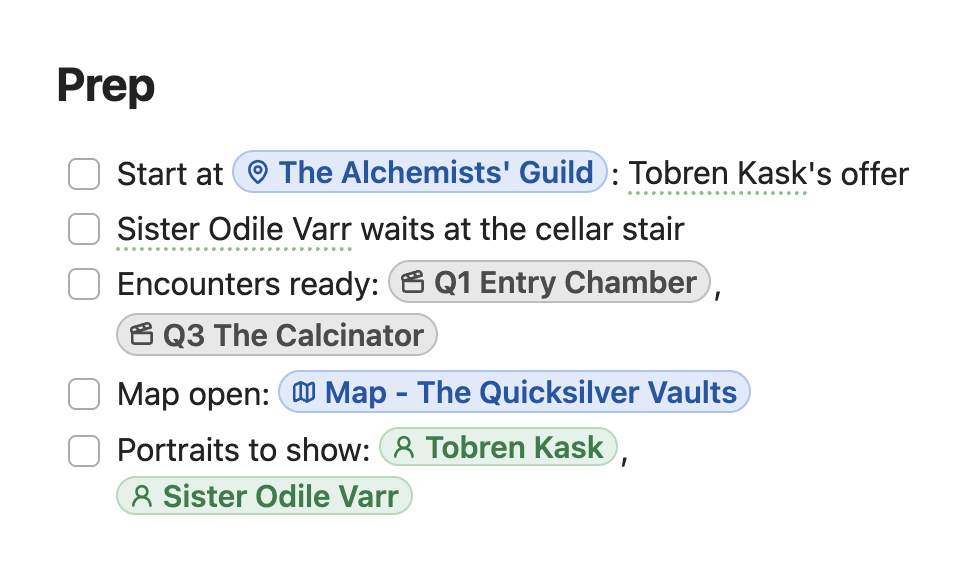 Prep
Start at The Alchemists' Guild : Tobren Kask's offer
Sister Odile Varr waits at the cellar stair
Encounters ready: Q1 Entry Chamber ,
Q3 The Calcinator
Map open: Map - The Quicksilver Vaults
Portraits to show: Tobren Kask ,
Sister Odile Varr